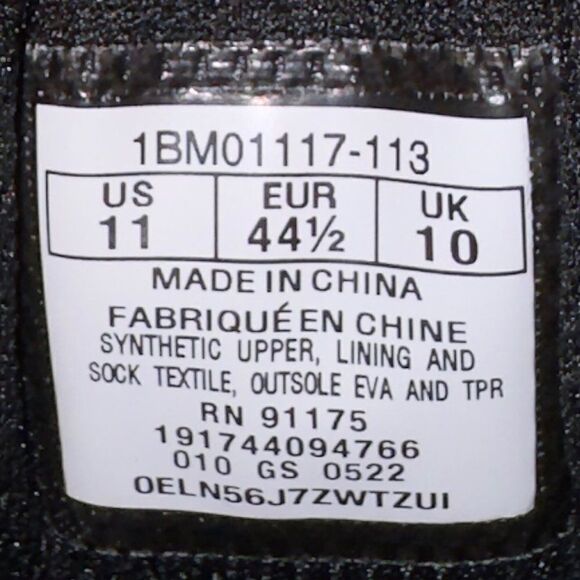 1BM01117-113
US EUR UK
11 44½ 10
MADE IN CHINA
FABRIQUÉ EN CHINE
SYNTHETIC UPPER, LINING AND
SOCK TEXTILE, OUTSOLE EVA AND TPR
RN 91175
191744094766
010 GS 0522
0ELN56J7ZWTZUI